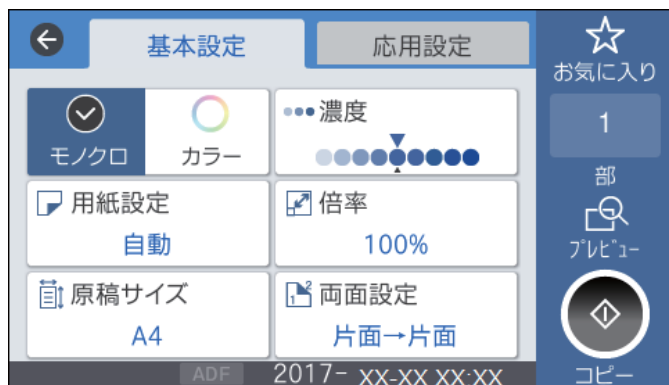 基本設定
応用設定
お気に入り
モノクロ
カラー
濃度
1
部
用紙設定
自動
倍率
100%
プレビュー
原稿サイズ
A4
両面設定
片面→片面
ADF
2017- XX-XX XX:XX
コピー